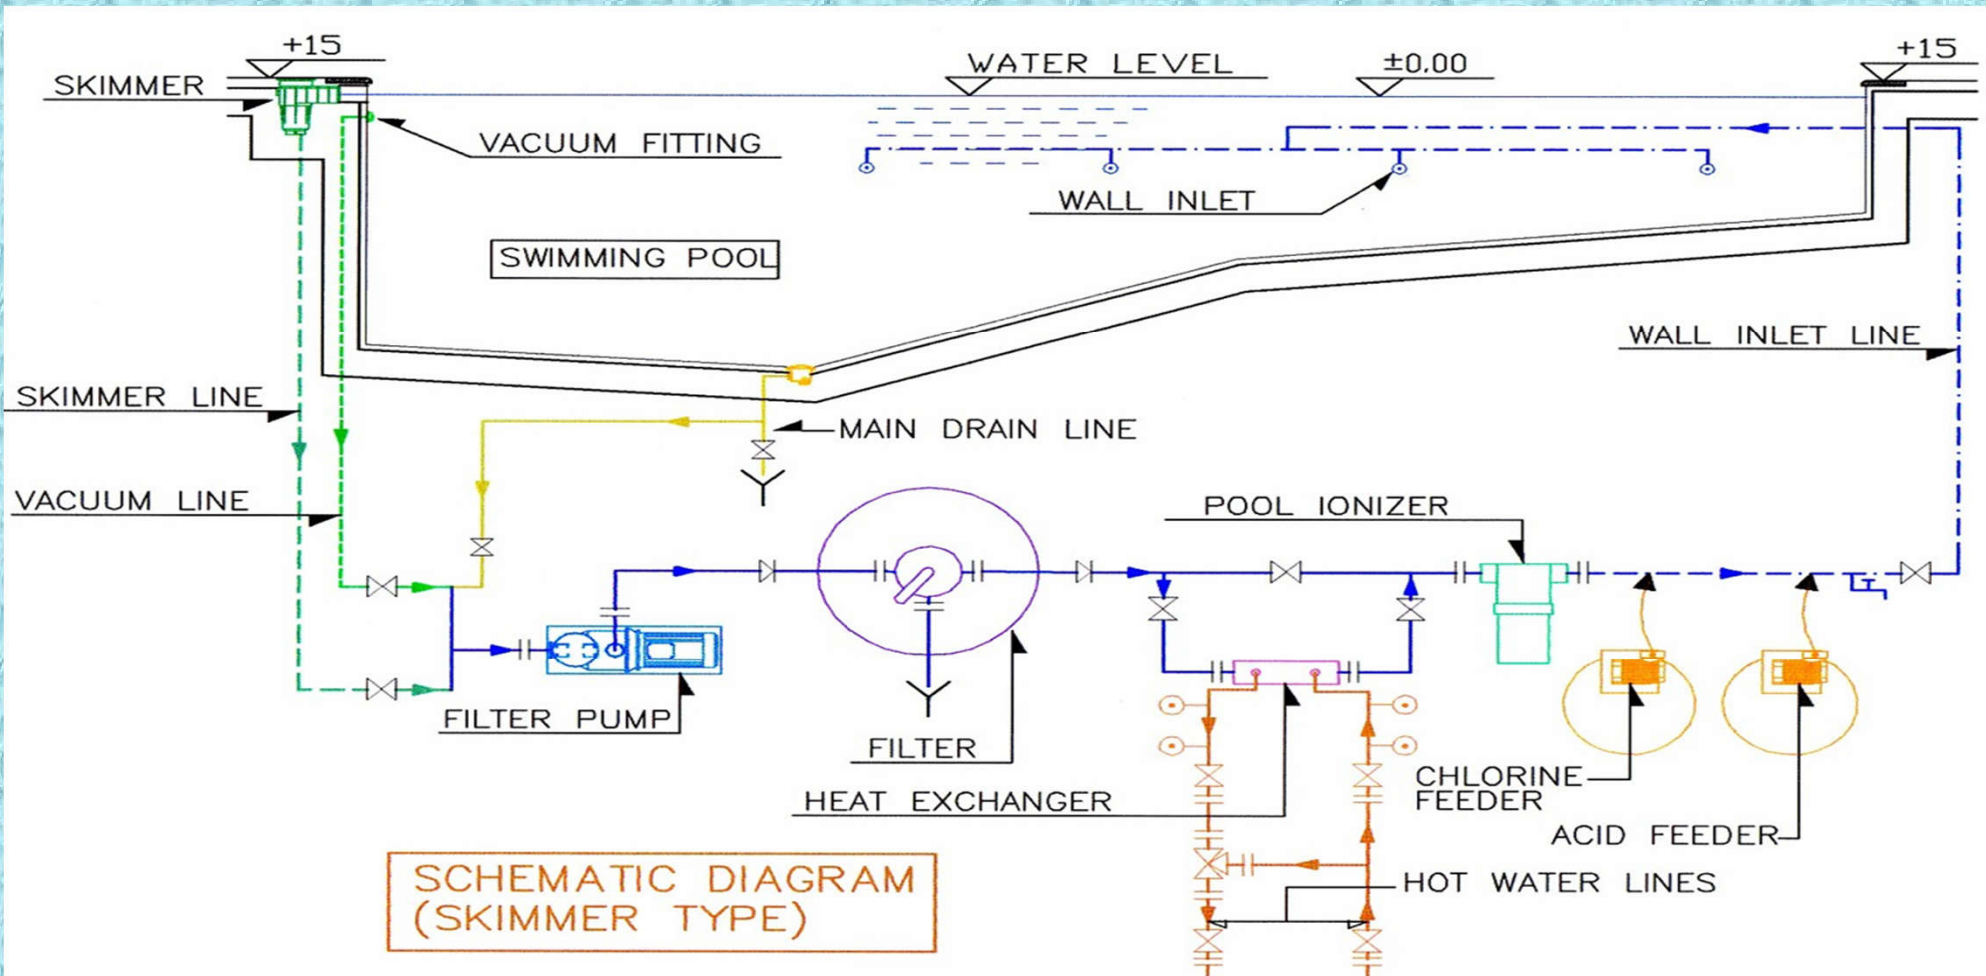 +15
+15
WATER LEVEL
±0.00
SKIMMER
VACUUM FITTING
WALL INLET
SWIMMING POOL
WALL INLET LINE
SKIMMER LINE
MAIN DRAIN LINE
VACUUM LINE
POOL IONIZER
FILTER PUMP
FILTER
HEAT EXCHANGER
CHLORINE
FEEDER
ACID FEEDER
HOT WATER LINES
SCHEMATIC DIAGRAM
(SKIMMER TYPE)